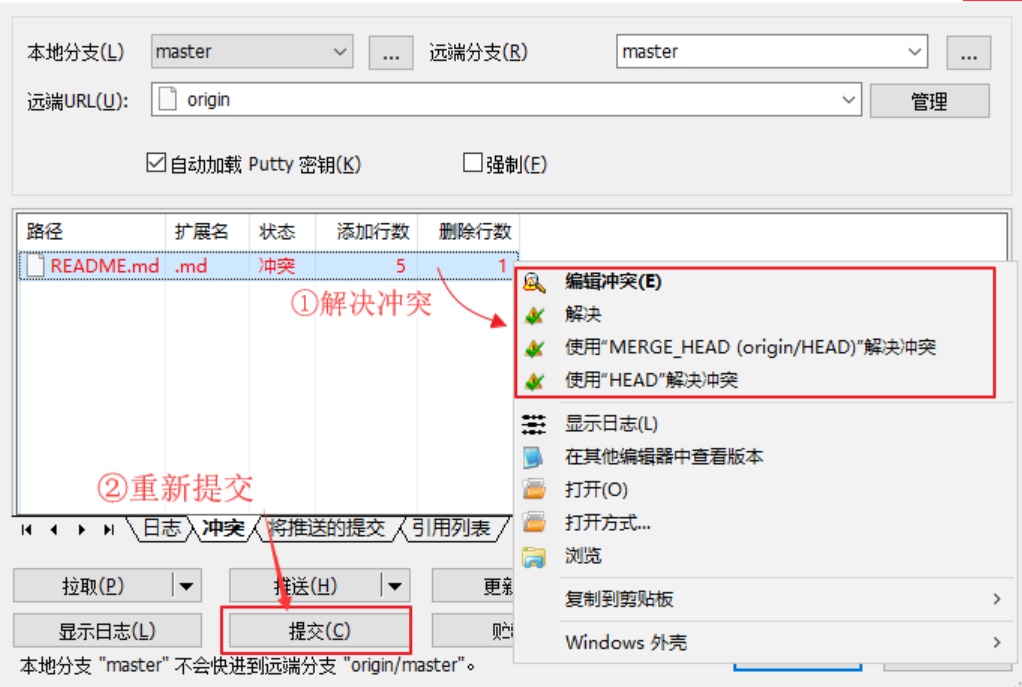 本地分支(L) master ... 远端分支(R) master ...
远端URL(U): origin 管理
自动加载 Putty 密钥(K) 强制(F)
路径 扩展名 状态 添加行数 删除行数
README.md .md 冲突 5 1
①解决冲突
编辑冲突(E)
解决
使用"MERGE_HEAD (origin/HEAD)"解决冲突
使用"HEAD"解决冲突
显示日志(L)
在其他编辑器中查看版本
打开(O)
打开方式...
浏览
复制到剪贴板
Windows 外壳
②重新提交
日志 冲突 将推送的提交 引用列表
拉取(P) 推送(H) 更新
显示日志(L) 提交(C)
本地分支 "master" 不会快进到远端分支 "origin/master"。